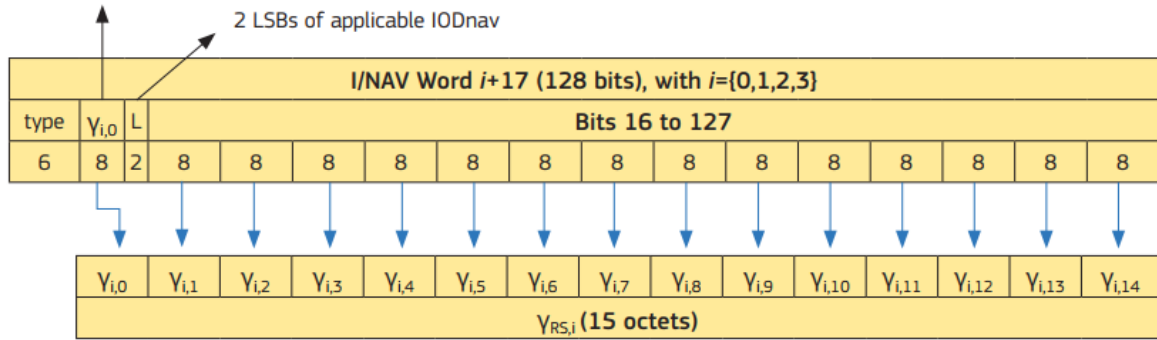 2 LSBs of applicable IODnav
I/NAV Word i+17 (128 bits), with i={0,1,2,3}
type γi,0 L Bits 16 to 127
6 8 2 8 8 8 8 8 8 8 8 8 8 8 8 8 8
γi,0 γi,1 γi,2 γi,3 γi,4 γi,5 γi,6 γi,7 γi,8 γi,9 γi,10 γi,11 γi,12 γi,13 γi,14
γRS,i (15 octets)